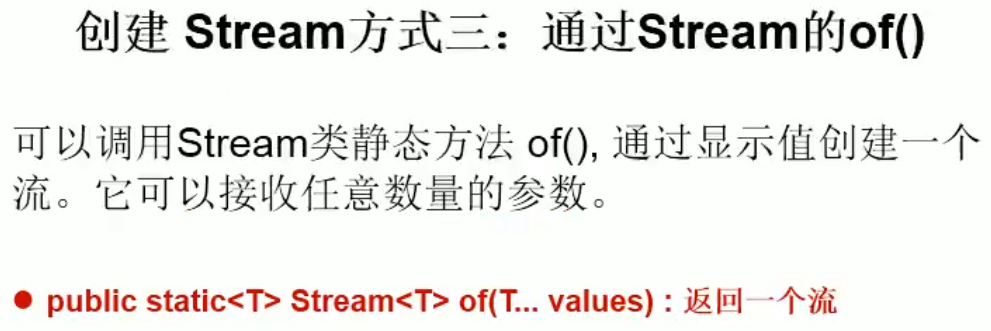 创建 Stream方式三：通过Stream的of()
可以调用Stream类静态方法 of(), 通过显示值创建一个
流。它可以接收任意数量的参数。
● public static<T> Stream<T> of(T... values) : 返回一个流